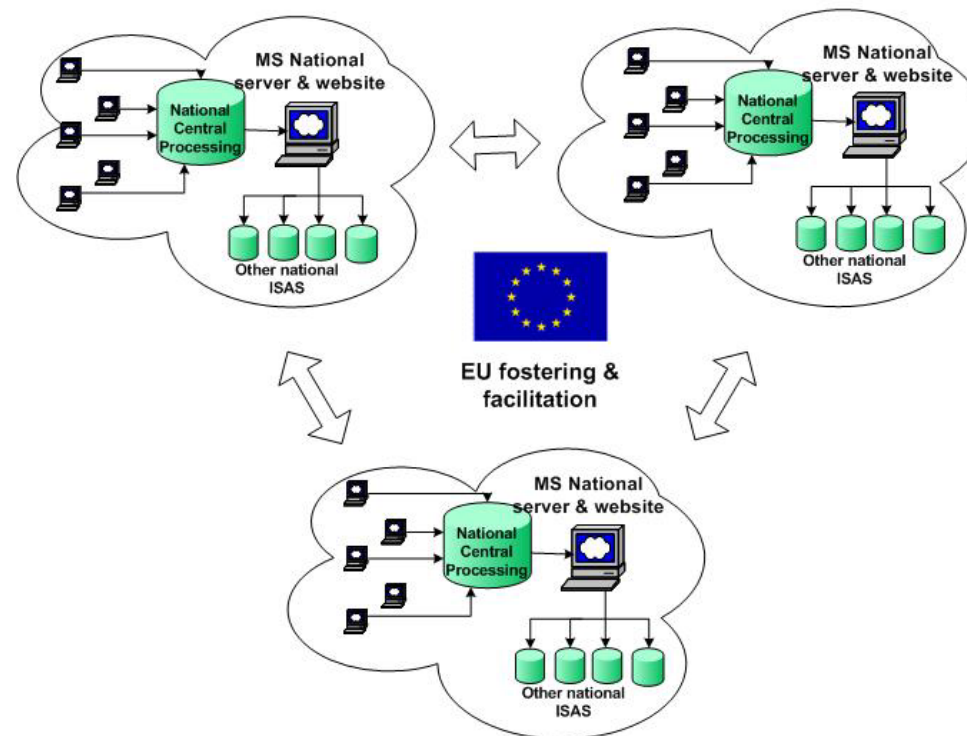 MS National
server & website
National
Central
Processing
Other national
ISAS
MS National
server & website
National
Central
Processing
Other national
ISAS
EU fostering &
facilitation
MS National
server & website
National
Central
Processing
Other national
ISAS